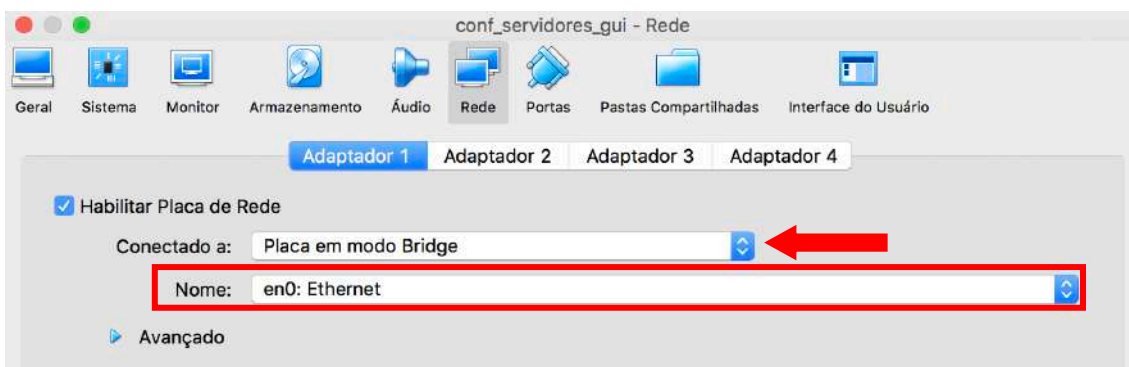 conf_servidores_gui - Rede
Geral Sistema Monitor Armazenamento Áudio Rede Portas Pastas Compartilhadas Interface do Usuário
Adaptador 1 Adaptador 2 Adaptador 3 Adaptador 4
Habilitar Placa de Rede
Conectado a: Placa em modo Bridge
Nome: en0: Ethernet
Avançado